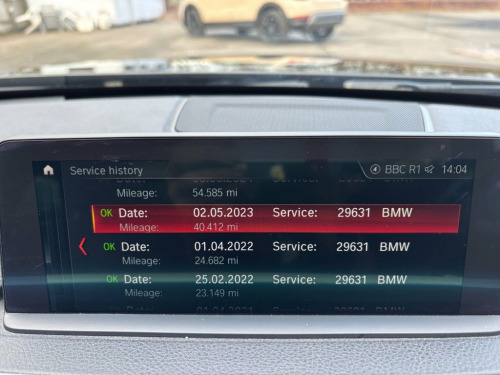 Service history
BBC R1 14:04
Mileage: 54.585 mi
OK Date: 02.05.2023 Service: 29631 BMW
Mileage: 40.412 mi
OK Date: 01.04.2022 Service: 29631 BMW
Mileage: 24.682 mi
OK Date: 25.02.2022 Service: 29631 BMW
Mileage: 23.149 mi